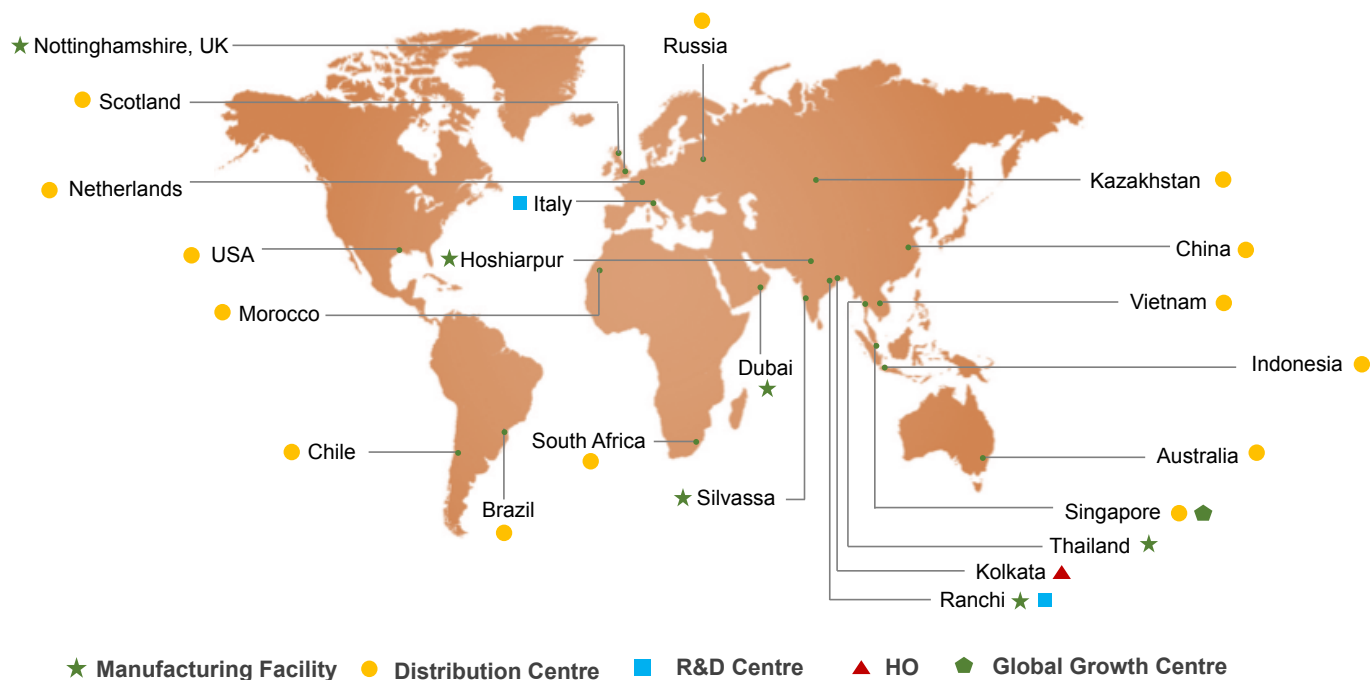 Nottinghamshire, UK
Russia
Scotland
Netherlands
Kazakhstan
Italy
USA
Hoshiarpur
China
Morocco
Vietnam
Dubai
Indonesia
Chile
South Africa
Australia
Silvassa
Brazil
Singapore
Thailand
Kolkata
Ranchi
Manufacturing Facility Distribution Centre R&D Centre HO Global Growth Centre